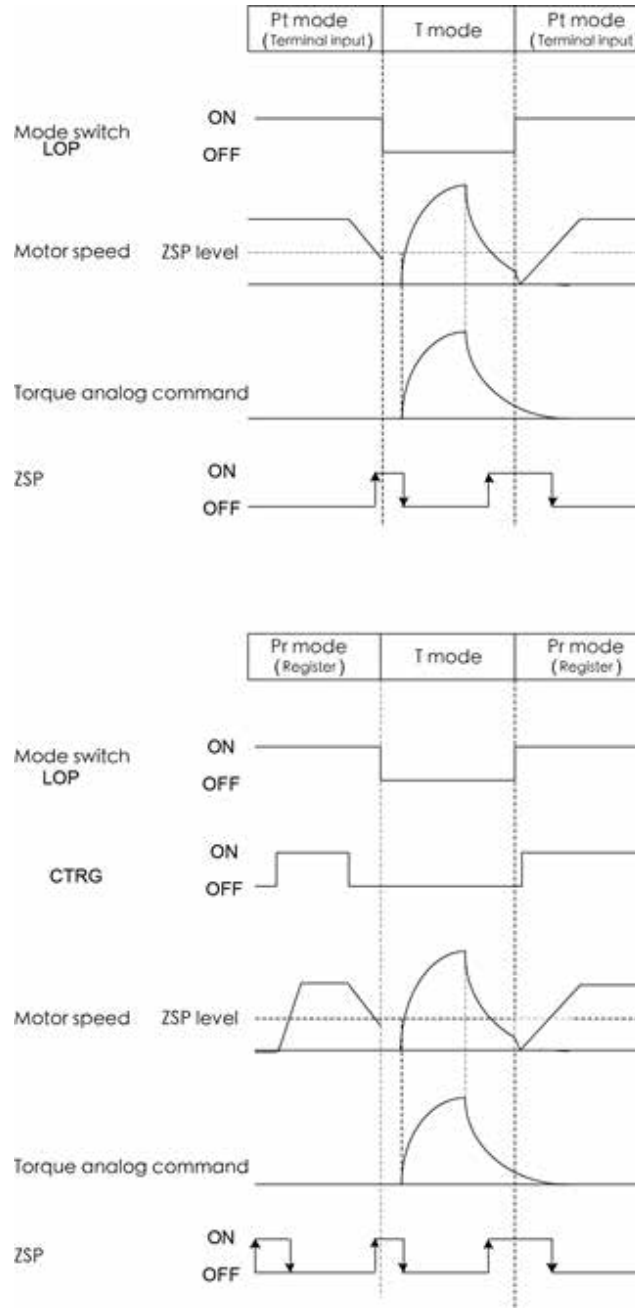 Pt mode T mode Pt mode
(Terminal input) (Terminal input)
ON
Mode switch
LOP
OFF
Motor speed ZSP level
Torque analog command
ON
ZSP
OFF
Pr mode T mode Pr mode
(Register) (Register)
ON
Mode switch
LOP
OFF
ON
CTRG
OFF
Motor speed ZSP level
Torque analog command
ON
ZSP
OFF